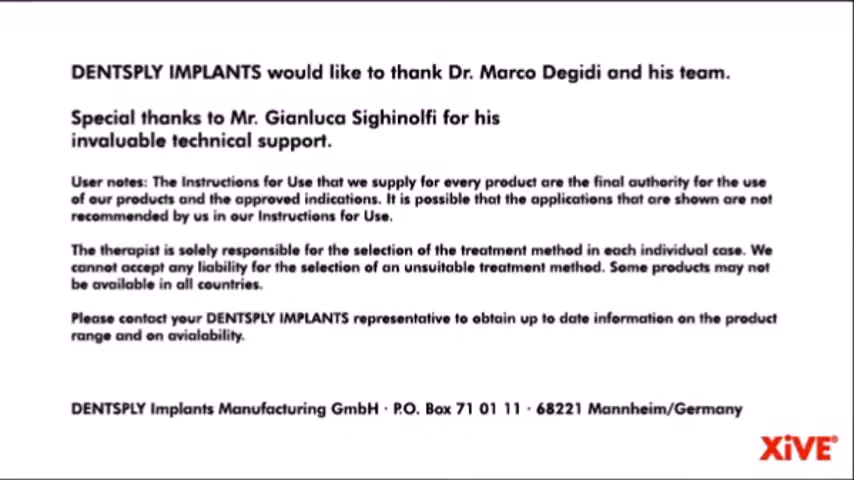 DENTSPLY IMPLANTS would like to thank Dr. Marco Degidi and his team.
Special thanks to Mr. Gianluca Sighinolfi for his
invaluable technical support.
User notes: The Instructions for Use that we supply for every product are the final authority for the use
of our products and the approved indications. It is possible that the applications that are shown are not
recommended by us in our Instructions for Use.
The therapist is solely responsible for the selection of the treatment method in each individual case. We
cannot accept any liability for the selection of an unsuitable treatment method. Some products may not
be available in all countries.
Please contact your DENTSPLY IMPLANTS representative to obtain up to date information on the product
range and on avialability.
DENTSPLY Implants Manufacturing GmbH · P.O. Box 71 01 11 · 68221 Mannheim/Germany
XiVE®